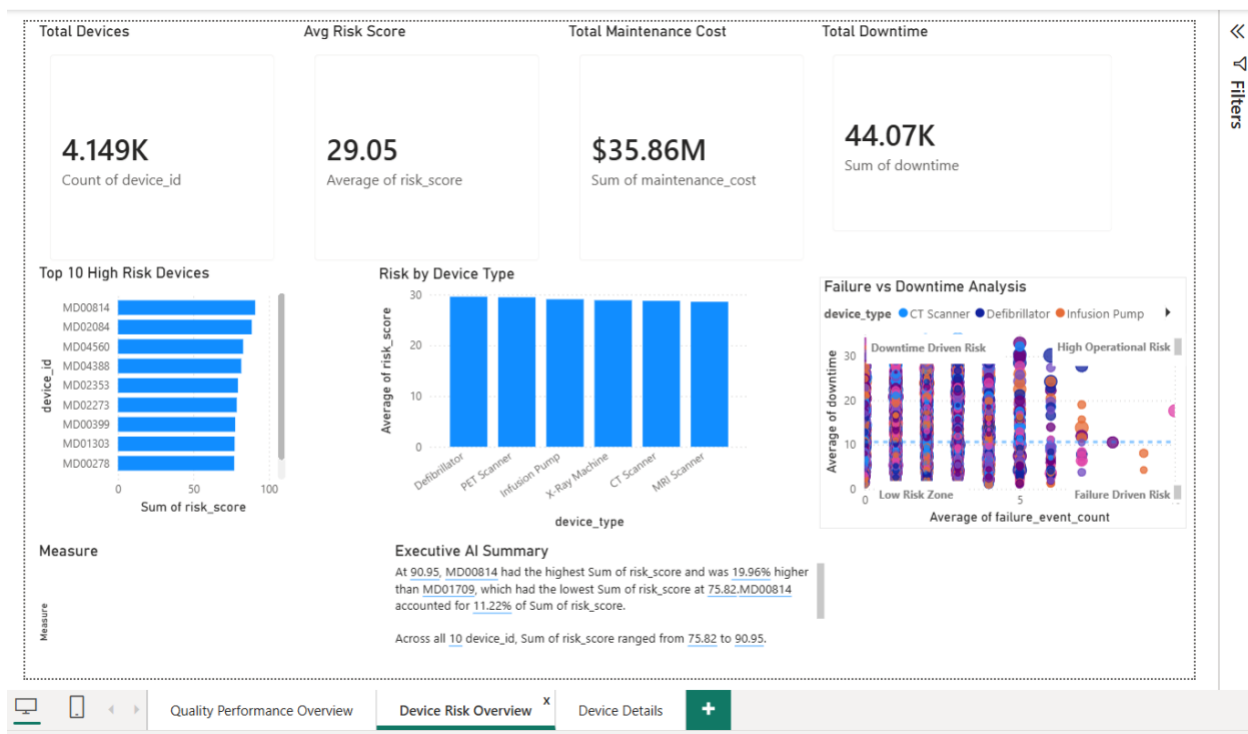 Total Devices
Avg Risk Score
Total Maintenance Cost
Total Downtime
4.149K
Count of device_id
29.05
Average of risk_score
$35.86M
Sum of maintenance_cost
44.07K
Sum of downtime
Filters
Top 10 High Risk Devices
device_id
MD00814
MD02084
MD04560
MD04388
MD02353
MD02273
MD00399
MD01303
MD00278
0 50 100
Sum of risk_score
Risk by Device Type
Average of risk_score
30
20
10
0
Defibrillator
PET Scanner
Infusion Pump
X-Ray Machine
CT Scanner
MRI Scanner
device_type
Failure vs Downtime Analysis
device_type CT Scanner Defibrillator Infusion Pump
Average of downtime
30
20
10
0
Downtime Driven Risk
High Operational Risk
Low Risk Zone
Failure Driven Risk
0 5
Average of failure_event_count
Measure
Measure
Executive AI Summary
At 90.95, MD00814 had the highest Sum of risk_score and was 19.96% higher
than MD01709, which had the lowest Sum of risk_score at 75.82.MD00814
accounted for 11.22% of Sum of risk_score.
Across all 10 device_id, Sum of risk_score ranged from 75.82 to 90.95.
Quality Performance Overview
Device Risk Overview x
Device Details
+